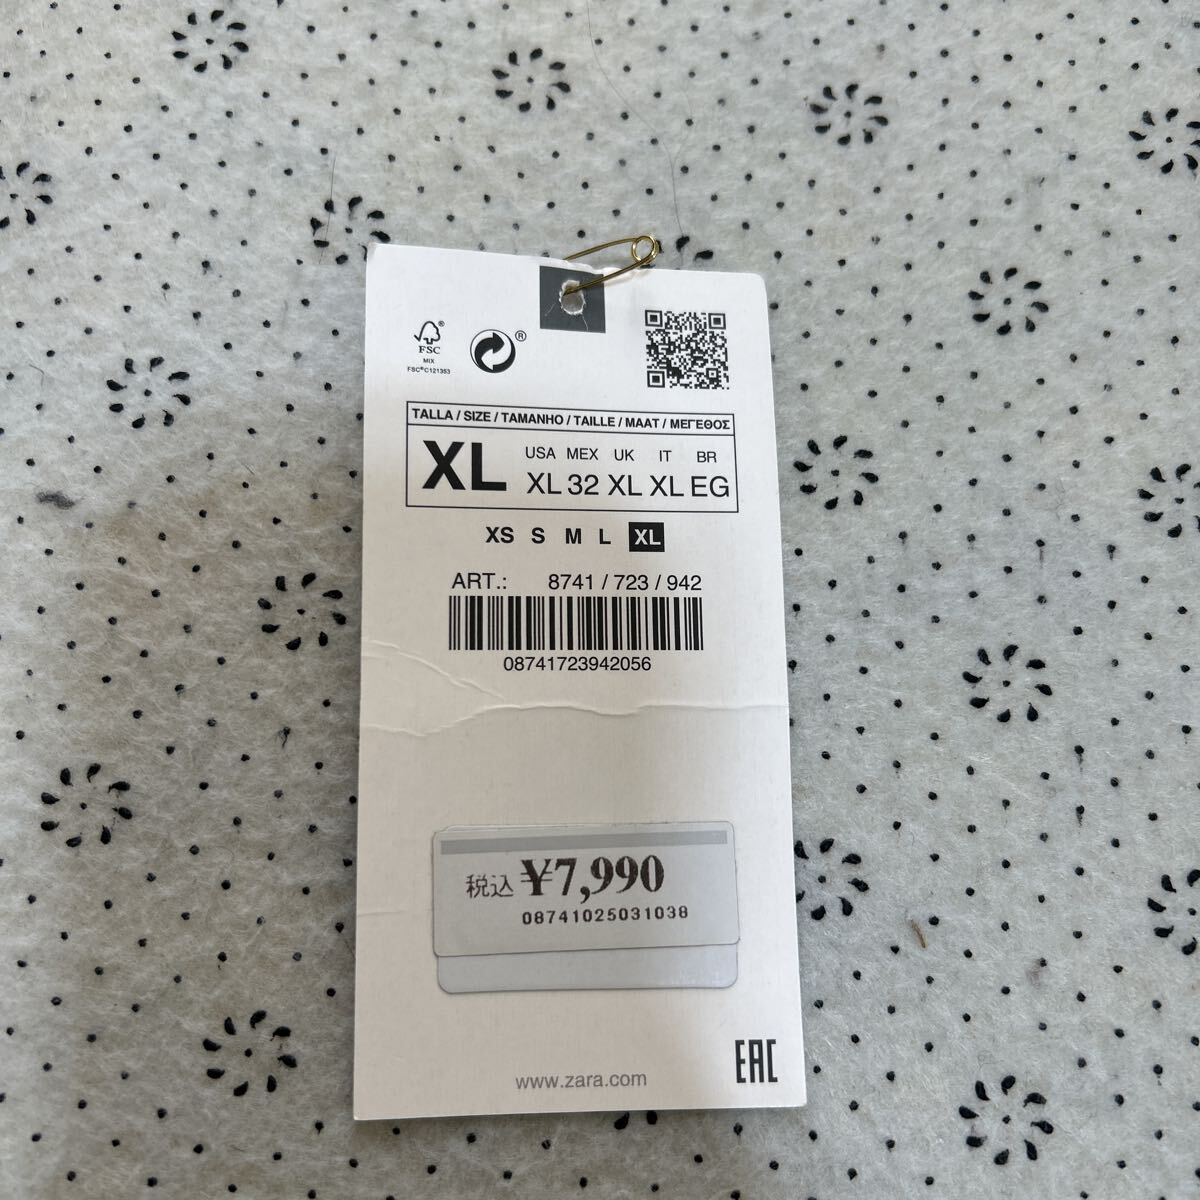 FSC®
MIX
FSC®C121353
®
TALLA / SIZE / TAMANHO / TAILLE / MAAT / ΜΕΓΕΘΟΣ
XL
USA MEX UK IT BR
XL 32 XL XL EG
XS S M L XL
ART.: 8741 / 723 / 942
08741723942056
税込 ¥7,990
08741025031038
www.zara.com
EAC